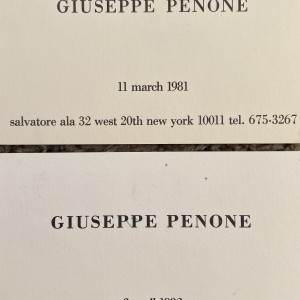 GIUSEPPE PENONE
11 march 1981
salvatore ala 32 west 20th new york 10011 tel. 675-3267
GIUSEPPE PENONE